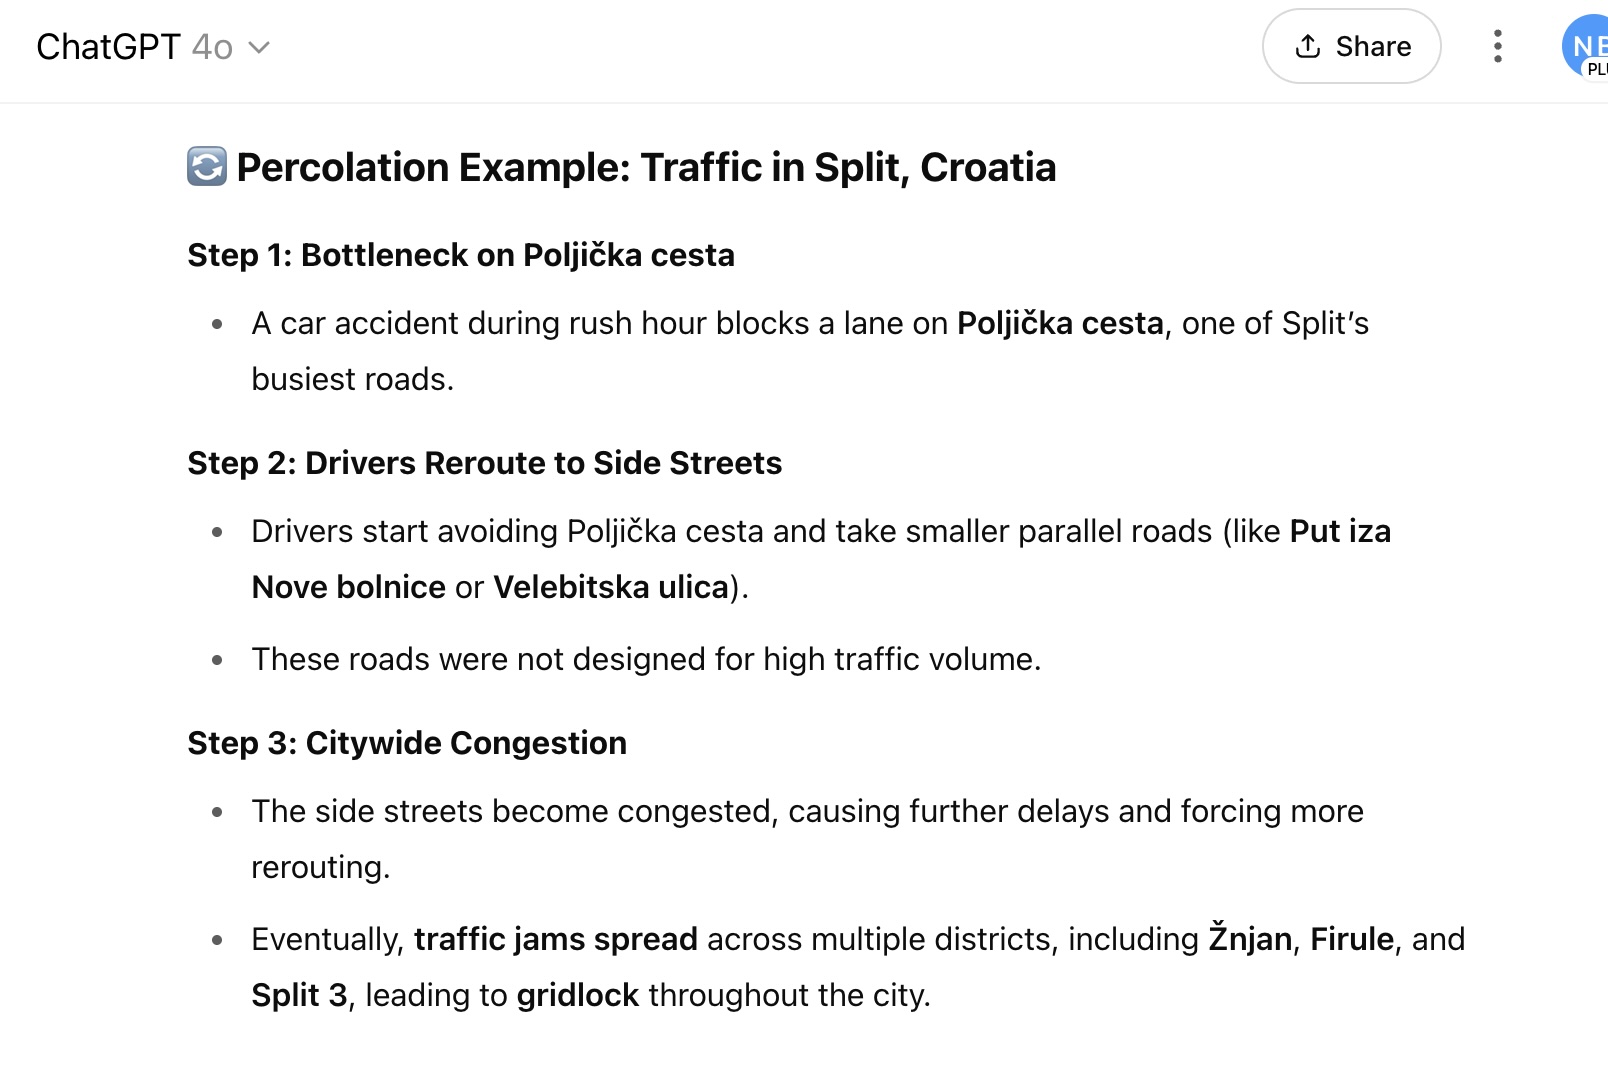 ChatGPT 4o
Share
NB
PLU
Percolation Example: Traffic in Split, Croatia
Step 1: Bottleneck on Poljička cesta
A car accident during rush hour blocks a lane on Poljička cesta, one of Split’s
busiest roads.
Step 2: Drivers Reroute to Side Streets
Drivers start avoiding Poljička cesta and take smaller parallel roads (like Put iza
Nove bolnice or Velebitska ulica).
These roads were not designed for high traffic volume.
Step 3: Citywide Congestion
The side streets become congested, causing further delays and forcing more
rerouting.
Eventually, traffic jams spread across multiple districts, including Žnjan, Firule, and
Split 3, leading to gridlock throughout the city.